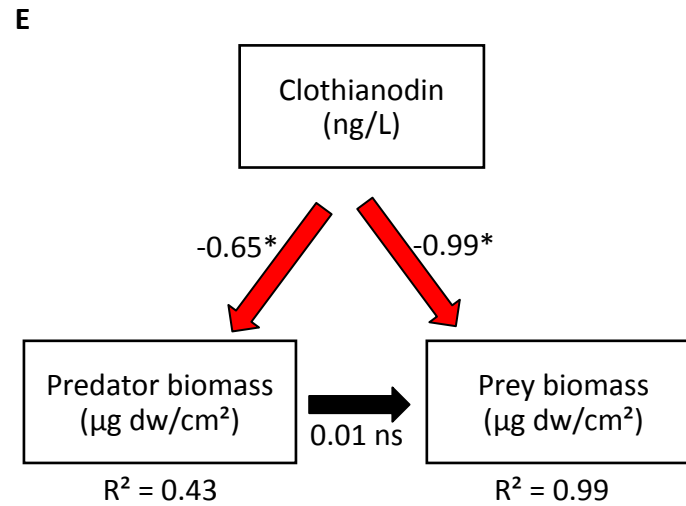 E
Clothianodin
(ng/L)
-0.65*
-0.99*
Predator biomass
(µg dw/cm²)
0.01 ns
Prey biomass
(µg dw/cm²)
R² = 0.43
R² = 0.99